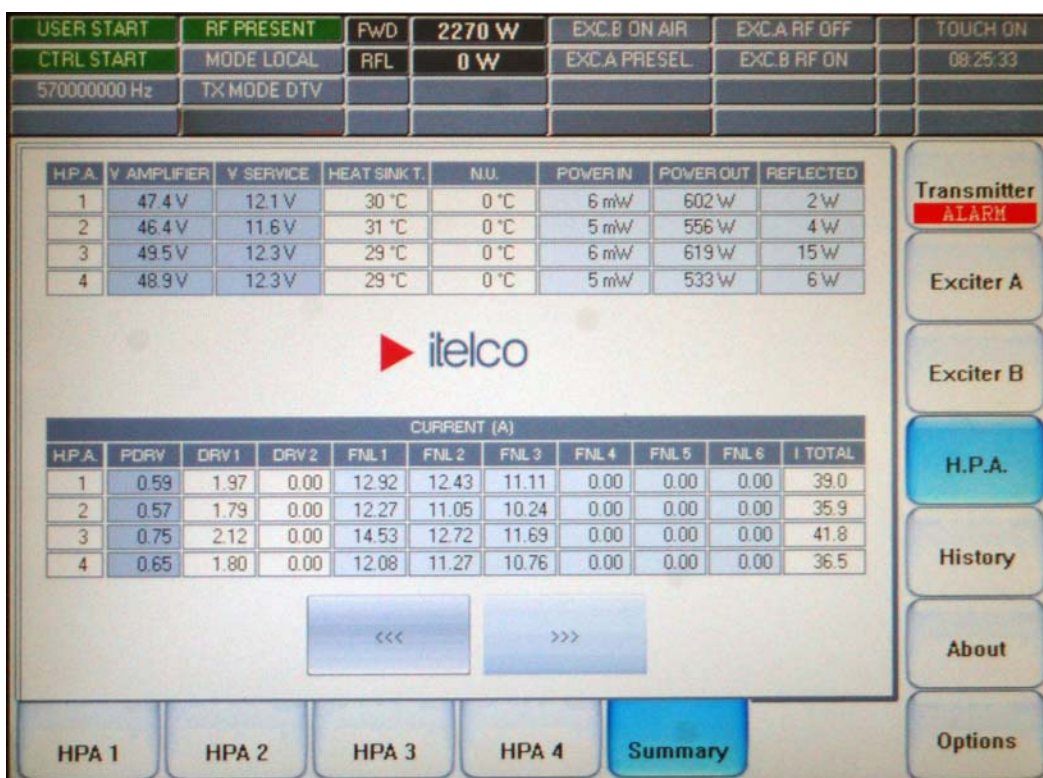 USER START RF PRESENT FWD 2270 W EXC.B ON AIR EXC.A RF OFF TOUCH ON
CTRL START MODE LOCAL RFL 0 W EXC.A PRESEL. EXC.B RF ON 08:25:33
570000000 Hz TX MODE DTV
H.P.A. V AMPLIFIER V SERVICE HEAT SINK T. N.U. POWER IN POWER OUT REFLECTED
1 47.4 V 12.1 V 30 °C 0 °C 6 mW 602 W 2 W
2 46.4 V 11.6 V 31 °C 0 °C 5 mW 556 W 4 W
3 49.5 V 12.3 V 29 °C 0 °C 6 mW 619 W 15 W
4 48.9 V 12.3 V 29 °C 0 °C 5 mW 533 W 6 W
itelco
CURRENT (A)
H.P.A. PDRV DRV 1 DRV 2 FNL 1 FNL 2 FNL 3 FNL 4 FNL 5 FNL 6 I TOTAL
1 0.59 1.97 0.00 12.92 12.43 11.11 0.00 0.00 0.00 39.0
2 0.57 1.79 0.00 12.27 11.05 10.24 0.00 0.00 0.00 35.9
3 0.75 2.12 0.00 14.53 12.72 11.69 0.00 0.00 0.00 41.8
4 0.65 1.80 0.00 12.08 11.27 10.76 0.00 0.00 0.00 36.5
<<< >>>
HPA 1 HPA 2 HPA 3 HPA 4 Summary
Transmitter
ALARM
Exciter A
Exciter B
H.P.A.
History
About
Options